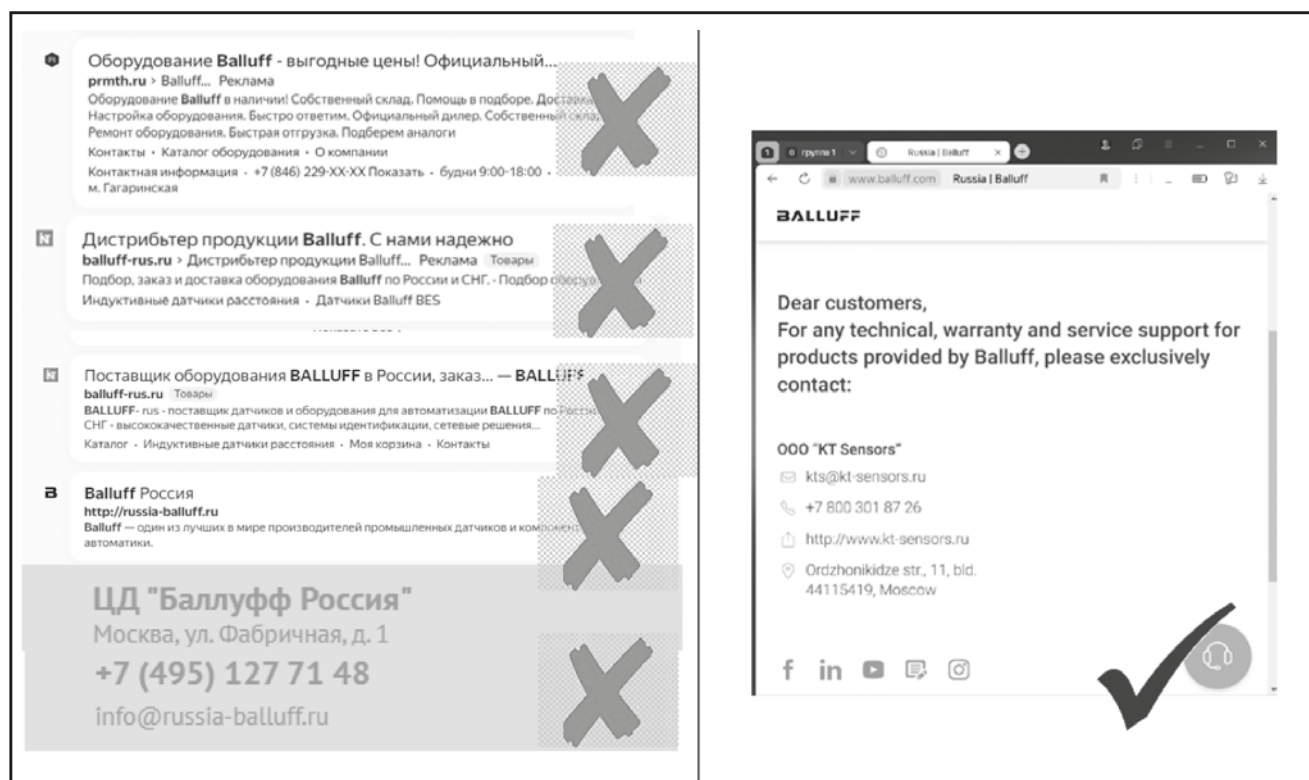 Оборудование Balluff - выгодные цены! Официальный...
prmth.ru > Balluff... Реклама
Оборудование Balluff в наличии! Собственный склад. Помощь в подборе. Доставка
Настройка оборудования. Быстро ответим. Официальный дилер. Собственный склад
Ремонт оборудования. Быстрая отгрузка. Подберем аналоги
Контакты • Каталог оборудования • О компании
Контактная информация • +7 (846) 229-XX-XX Показать • будни 9:00-18:00 •
м. Гагаринская
Дистрибьтер продукции Balluff. С нами надежно
balluff-rus.ru > Дистрибьтер продукции Balluff... Реклама Товары
Подбор, заказ и доставка оборудования Balluff по России и СНГ. · Подбор оборудования
Индуктивные датчики расстояния • Датчики Balluff BES
Поставщик оборудования BALLUFF в России, заказ... — BALLUFF
balluff-rus.ru Товары
BALLUFF- rus - поставщик датчиков и оборудования для автоматизации BALLUFF по России
СНГ - высококачественные датчики, системы идентификации, сетевые решения...
Каталог • Индуктивные датчики расстояния • Моя корзина • Контакты
Balluff Россия
http://russia-balluff.ru
Balluff — один из лучших в мире производителей промышленных датчиков и компонент
автоматики.
ЦД "Баллуфф Россия"
Москва, ул. Фабричная, д. 1
+7 (495) 127 71 48
info@russia-balluff.ru
1 0 группа 1 Russia | Balluff
www.balluff.com Russia | Balluff
BALLUFF
Dear customers,
For any technical, warranty and service support for
products provided by Balluff, please exclusively
contact:
ООО "KT Sensors"
kts@kt-sensors.ru
+7 800 301 87 26
http://www.kt-sensors.ru
Ordzhonikidze str., 11, bld.
44115419, Moscow